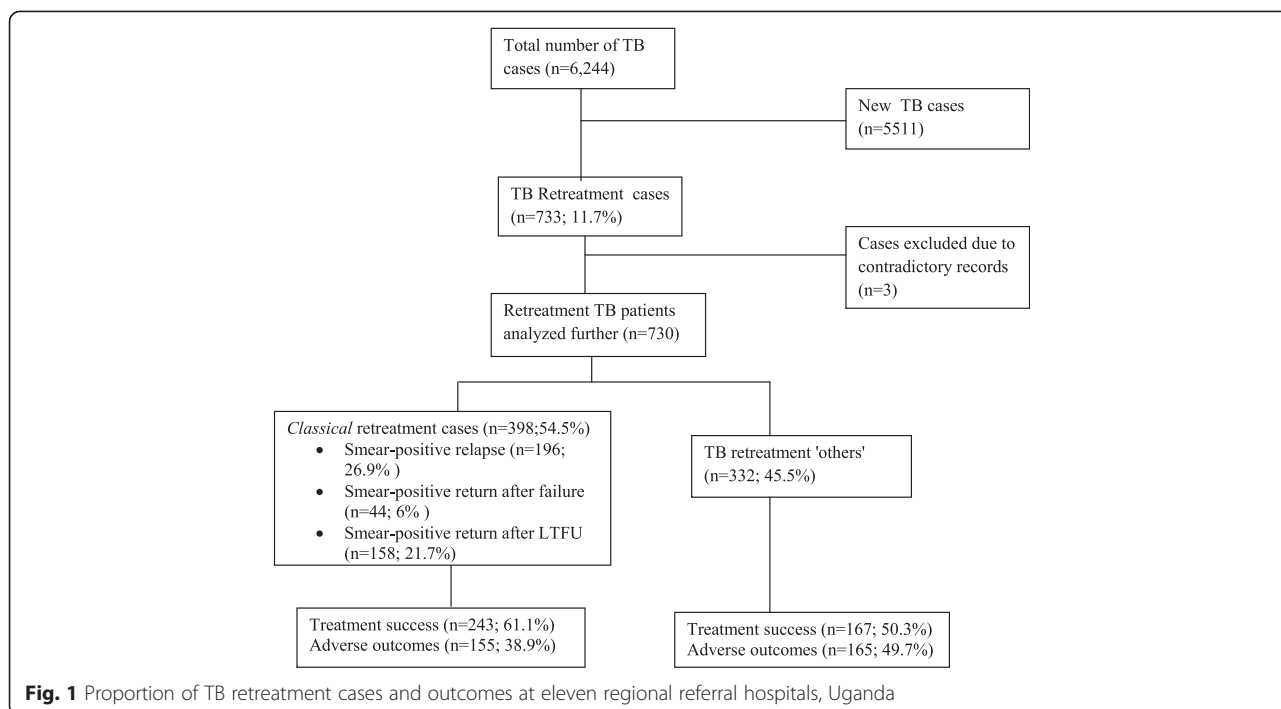 Total number of TB
cases (n=6,244)
New TB cases
(n=5511)
TB Retreatment cases
(n=733; 11.7%)
Cases excluded due to
contradictory records
(n=3)
Retreatment TB patients
analyzed further (n=730)
Classical retreatment cases (n=398;54.5%)
• Smear-positive relapse (n=196;
26.9% )
• Smear-positive return after failure
(n=44; 6% )
• Smear-positive return after LTFU
(n=158; 21.7%)
TB retreatment 'others'
(n=332; 45.5%)
Treatment success (n=243; 61.1%)
Adverse outcomes (n=155; 38.9%)
Treatment success (n=167; 50.3%)
Adverse outcomes (n=165; 49.7%)
Fig. 1 Proportion of TB retreatment cases and outcomes at eleven regional referral hospitals, Uganda